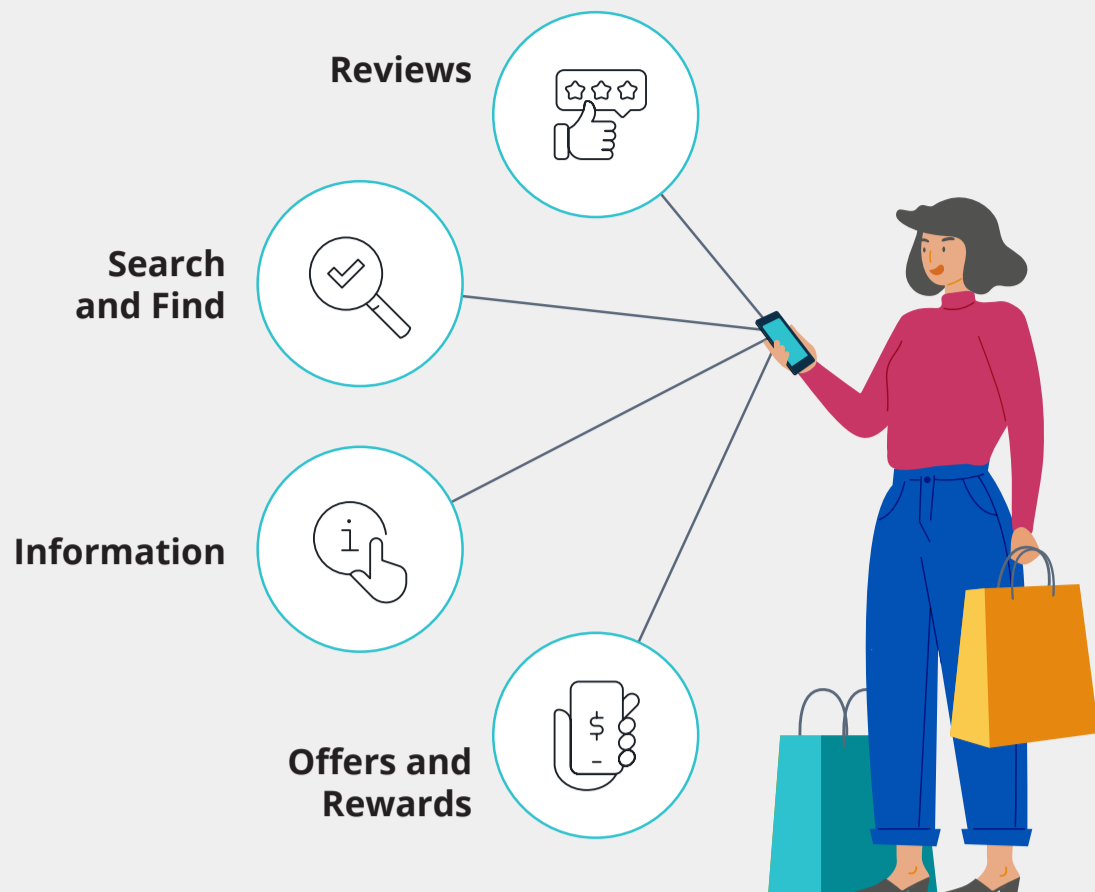 Reviews
Search
and Find
Information
Offers and
Rewards